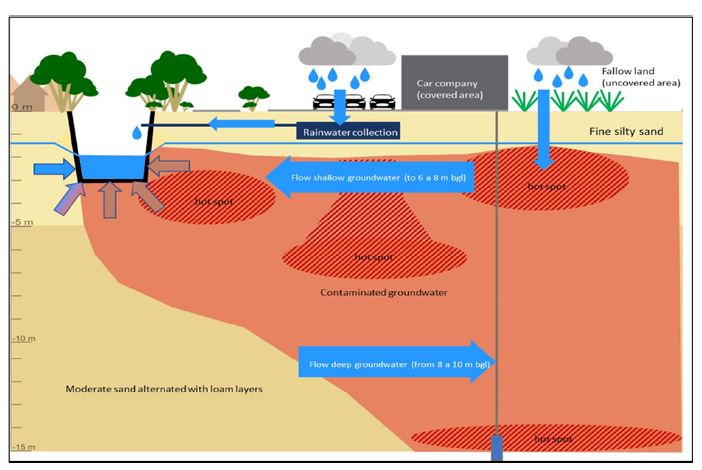 Car company
(covered area)
Fallow land
(uncovered area)
0 m
Rainwater collection
Fine silty sand
Flow shallow groundwater (to 6 a 8 m bgl)
hot spot
hot spot
-5 m
hot spot
Contaminated groundwater
-10 m
Flow deep groundwater (from 8 a 10 m bgl)
Moderate sand alternated with loam layers
hot spot
-15 m